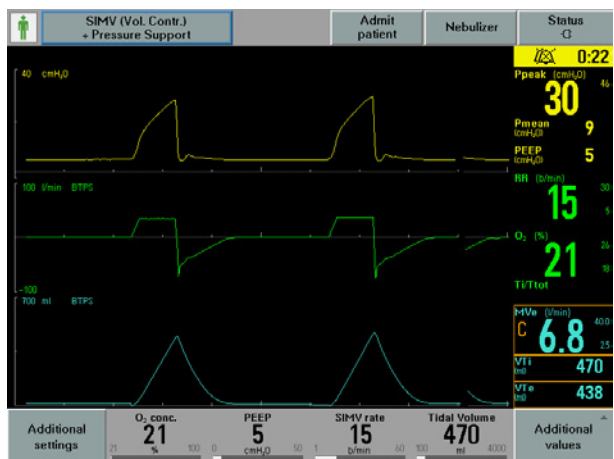 SIMV (Vol. Contr.)
+ Pressure Support
Admit
patient
Nebulizer
Status
0:22
40 cmH₂O
Ppeak (cmH₂O)
46
30
Pmean
(cmH₂O)
9
PEEP
(cmH₂O)
5
100 l/min BTPS
RR (b/min)
30
15
5
O₂ (%)
26
21
18
-100
Ti/Ttot
700 ml BTPS
MVe (l/min)
C
6.8
40.0
2.5
VTi
(ml)
470
VTe
(ml)
438
Additional
settings
O₂ conc.
21
21 % 100
PEEP
5
0 cmH₂O 50
SIMV rate
15
1 b/min 60
Tidal Volume
470
100 ml 4000
Additional
values